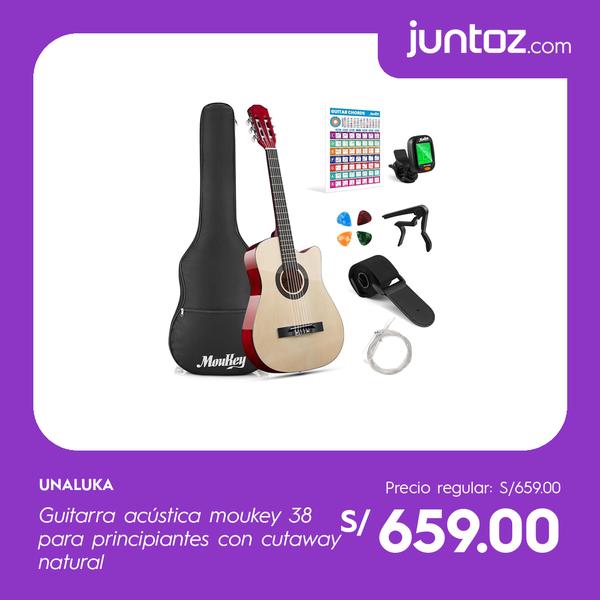 juntoz.com
GUITAR CHORDS
MouKey
UNALUKA
Precio regular: S/659.00
Guitarra acústica moukey 38
para principiantes con cutaway
natural
S/ 659.00